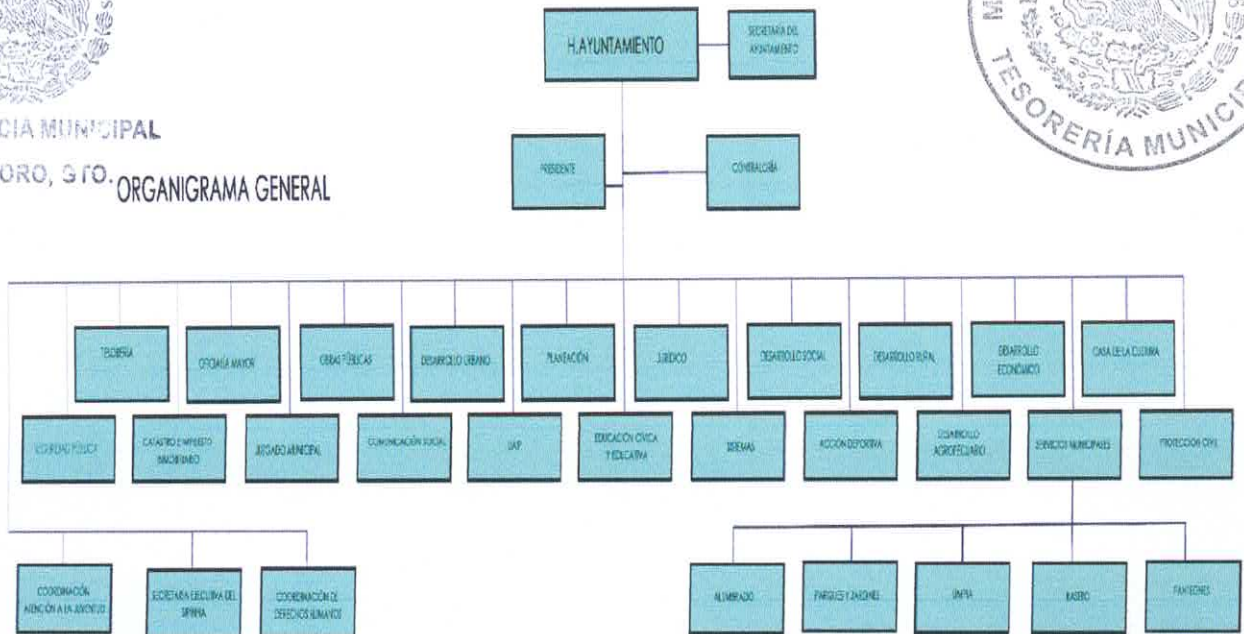 H.AYUNTAMIENTO
SECRETARÍA DEL
AYUNTAMIENTO
TESORERÍA MUNICIP
CIA MUNICIPAL
ORO, GTO.
ORGANIGRAMA GENERAL
PRESIDENTE
CONTRALORÍA
TESORERÍA
OFICIALÍA MAYOR
OBRAS PÚBLICAS
DESARROLLO URBANO
PLANEACIÓN
JURIDICO
DESARROLLO SOCIAL
DESARROLLO RURAL
DESARROLLO
ECONÓMICO
CASA DE LA CULTURA
SEGURIDAD PÚBLICA
CATASTRO E IMPUESTO
INMOBILIARIO
JUZGADO MUNICIPAL
COMUNICACIÓN SOCIAL
UAIP
EDUCACIÓN CÍVICA
Y EDUCATIVA
SISTEMAS
ACCIÓN DEPORTIVA
DESARROLLO
AGROPECUARIO
SERVICIOS MUNICIPALES
PROTECCIÓN CIVIL
COORDINACIÓN
ATENCIÓN A LA JUVENTUD
SECRETARIA EJECUTIVA DEL
SIPINNA
COORDINACIÓN DE
DERECHOS HUMANOS
ALUMBRADO
PARQUES Y JARDINES
LIMPIA
RASTRO
PANTEONES